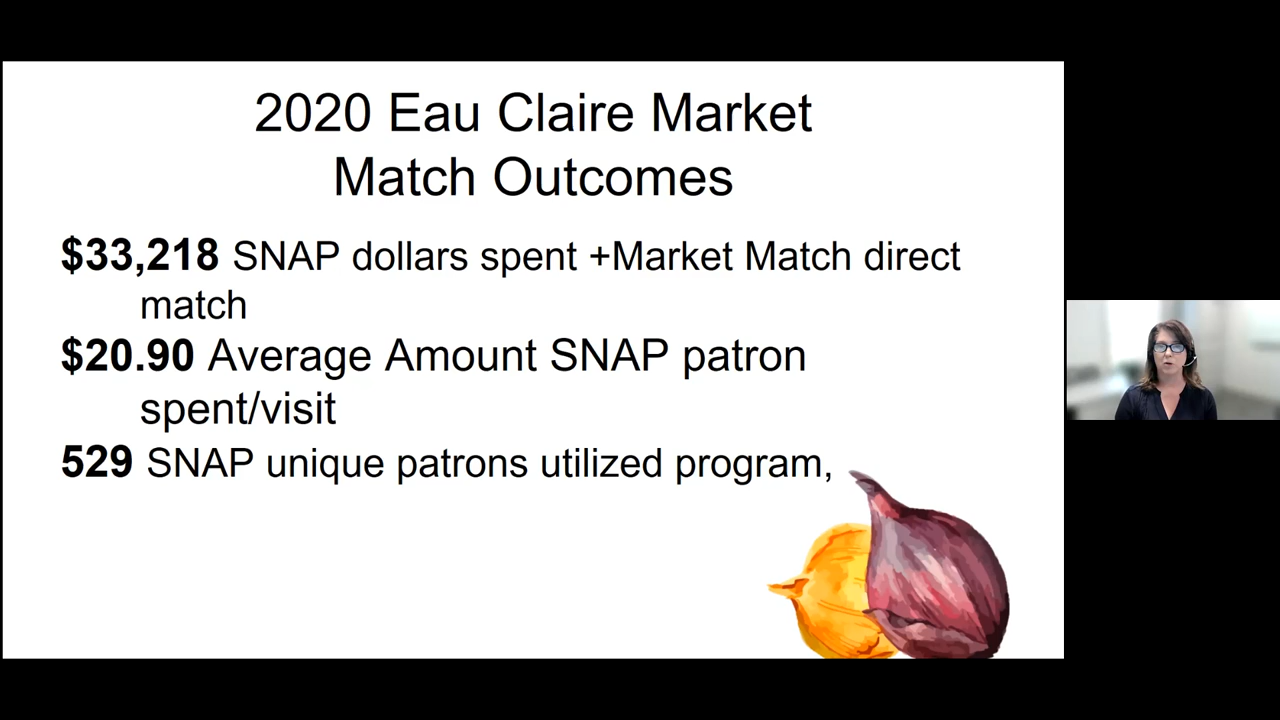 2020 Eau Claire Market
Match Outcomes
$33,218 SNAP dollars spent +Market Match direct
match
$20.90 Average Amount SNAP patron
spent/visit
529 SNAP unique patrons utilized program,